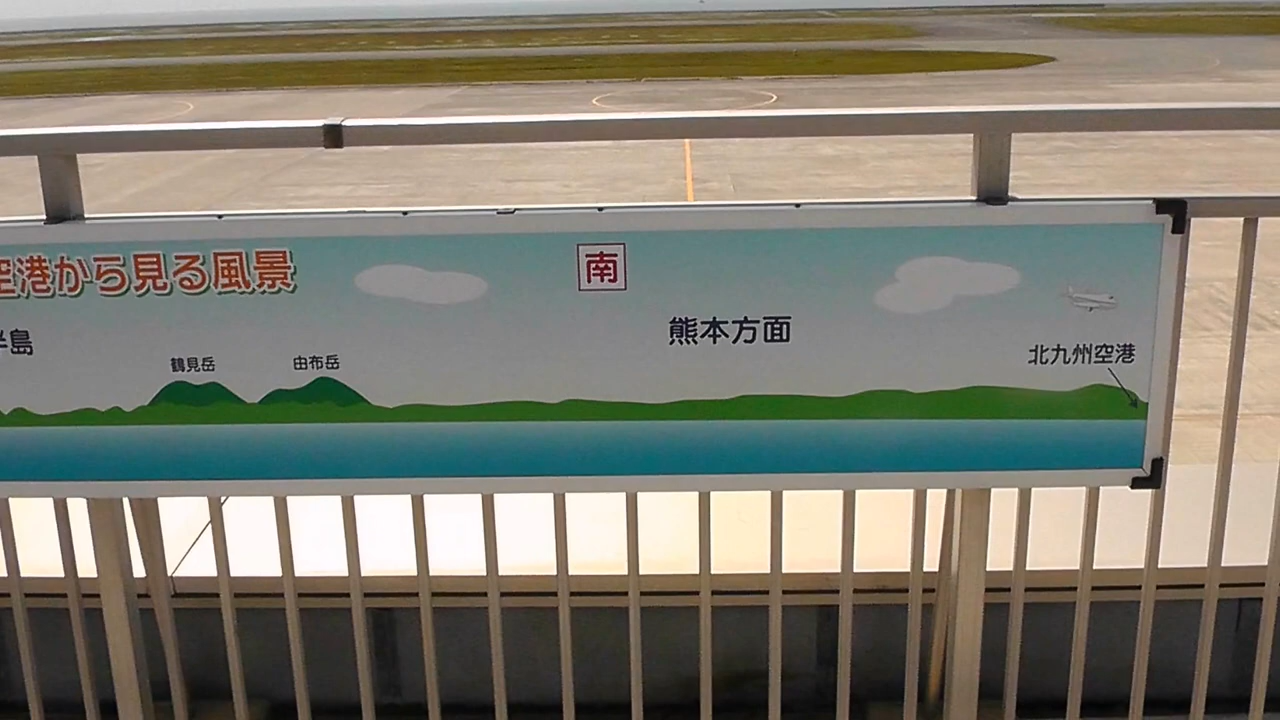 空港から見る風景
南
半島
鶴見岳
由布岳
熊本方面
北九州空港